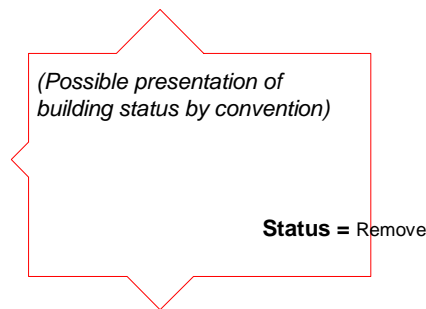 (Possible presentation of
building status by convention)
Status = Remove